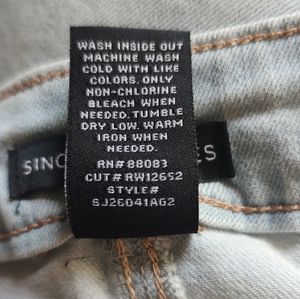 WASH INSIDE OUT
MACHINE WASH
COLD WITH LIKE
COLORS. ONLY
NON-CHLORINE
BLEACH WHEN
NEEDED. TUMBLE
DRY LOW. WARM
IRON WHEN
NEEDED.
RN# 88083
CUT# RW12652
STYLE#
SJ26041AG2